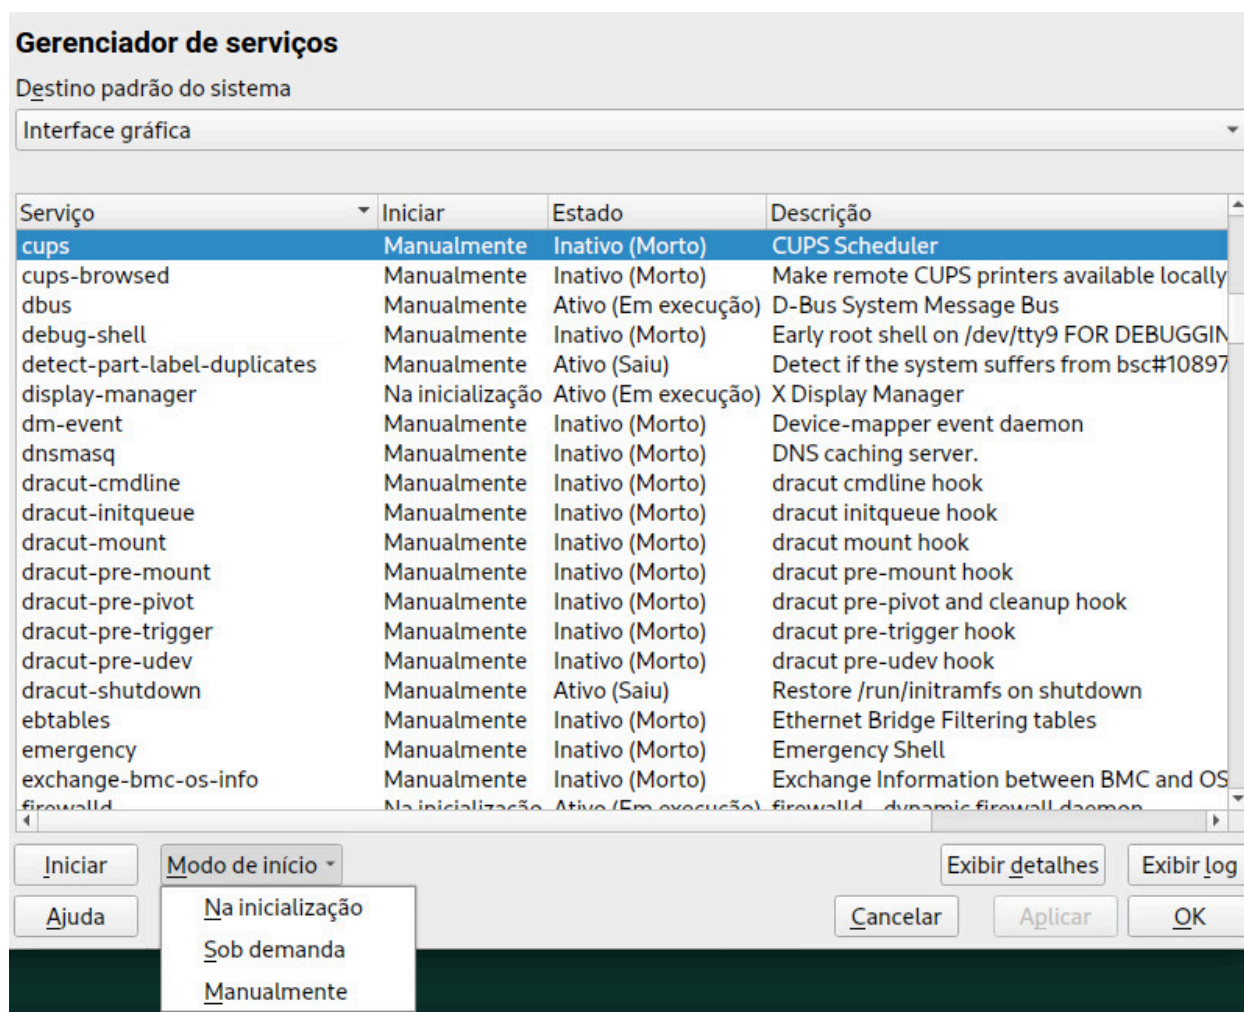 Gerenciador de serviços
Destino padrão do sistema
Interface gráfica
Serviço Iniciar Estado Descrição
cups Manualmente Inativo (Morto) CUPS Scheduler
cups-browsed Manualmente Inativo (Morto) Make remote CUPS printers available locally
dbus Manualmente Ativo (Em execução) D-Bus System Message Bus
debug-shell Manualmente Inativo (Morto) Early root shell on /dev/tty9 FOR DEBUGGIN
detect-part-label-duplicates Manualmente Ativo (Saiu) Detect if the system suffers from bsc#10897
display-manager Na inicialização Ativo (Em execução) X Display Manager
dm-event Manualmente Inativo (Morto) Device-mapper event daemon
dnsmasq Manualmente Inativo (Morto) DNS caching server.
dracut-cmdline Manualmente Inativo (Morto) dracut cmdline hook
dracut-initqueue Manualmente Inativo (Morto) dracut initqueue hook
dracut-mount Manualmente Inativo (Morto) dracut mount hook
dracut-pre-mount Manualmente Inativo (Morto) dracut pre-mount hook
dracut-pre-pivot Manualmente Inativo (Morto) dracut pre-pivot and cleanup hook
dracut-pre-trigger Manualmente Inativo (Morto) dracut pre-trigger hook
dracut-pre-udev Manualmente Inativo (Morto) dracut pre-udev hook
dracut-shutdown Manualmente Ativo (Saiu) Restore /run/initramfs on shutdown
ebtables Manualmente Inativo (Morto) Ethernet Bridge Filtering tables
emergency Manualmente Inativo (Morto) Emergency Shell
exchange-bmc-os-info Manualmente Inativo (Morto) Exchange Information between BMC and OS
firewalld Na inicialização Ativo (Em execução) firewalld - dynamic firewall daemon
Iniciar Modo de início Exibir detalhes Exibir log
Ajuda Na inicialização Cancelar Aplicar OK
Sob demanda
Manualmente